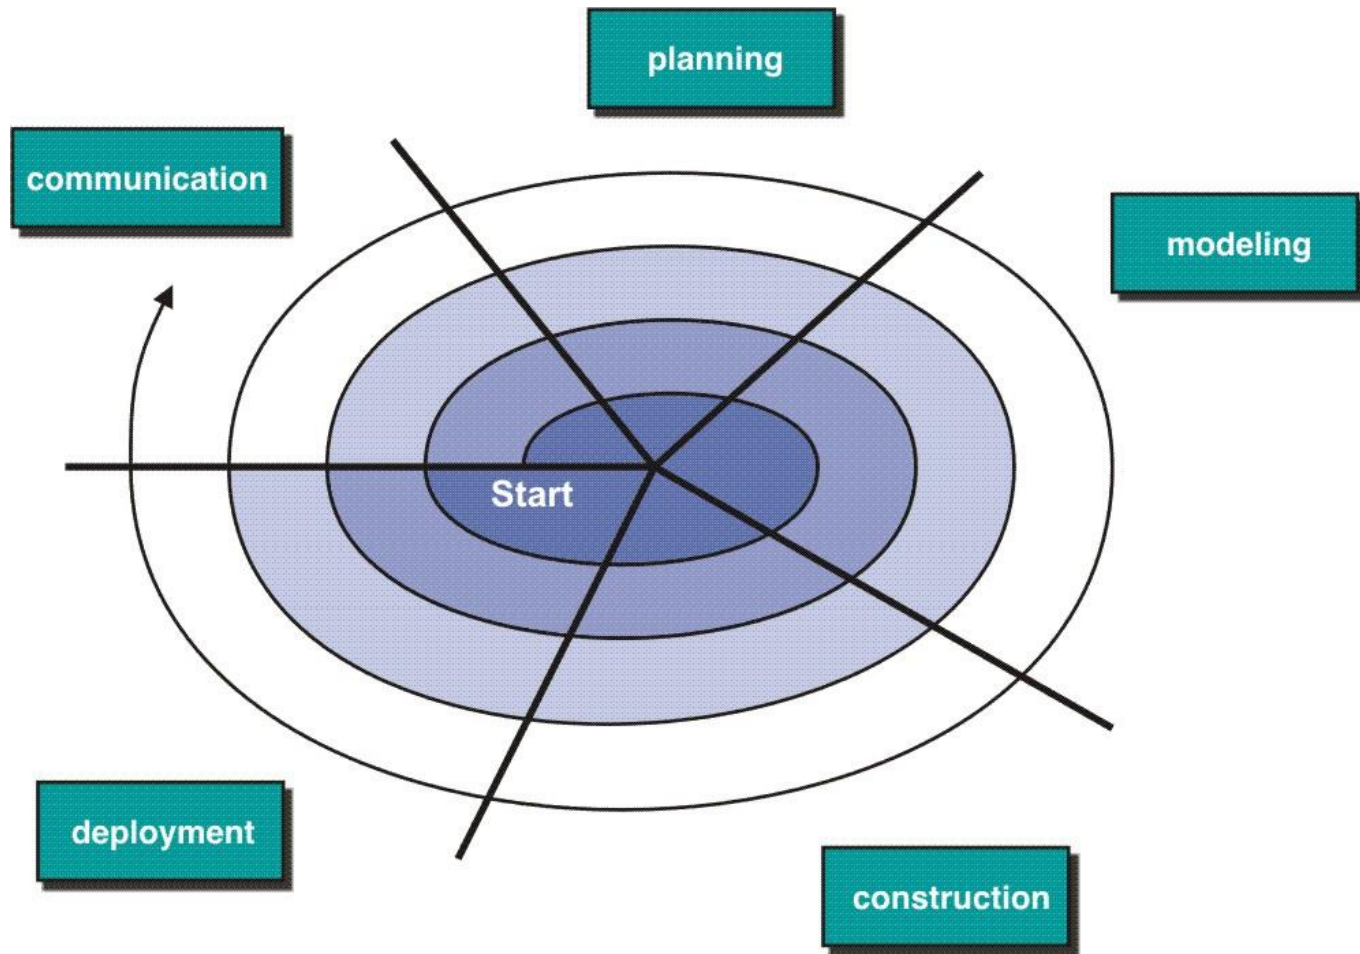 planning
communication
modeling
Start
deployment
construction